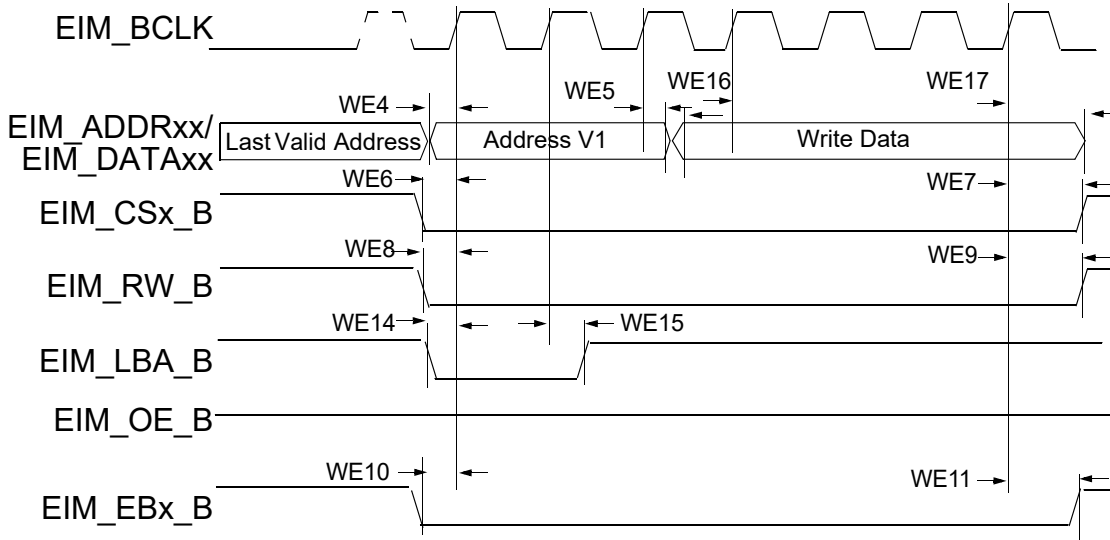 EIM_BCLK
WE4
WE5
WE16
WE17
EIM_ADDRxx/
EIM_DATAxx
Last Valid Address
Address V1
Write Data
WE6
WE7
EIM_CSx_B
WE8
WE9
EIM_RW_B
WE14
WE15
EIM_LBA_B
EIM_OE_B
WE10
WE11
EIM_EBx_B